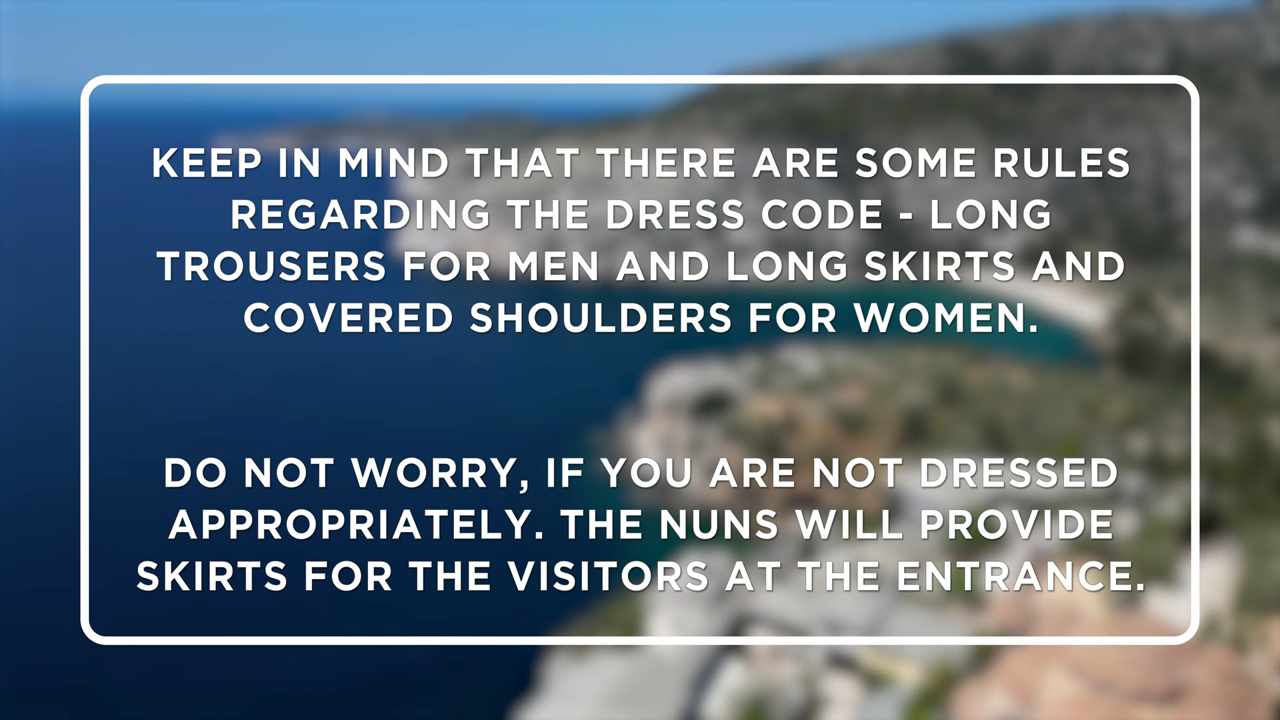 KEEP IN MIND THAT THERE ARE SOME RULES
REGARDING THE DRESS CODE - LONG
TROUSERS FOR MEN AND LONG SKIRTS AND
COVERED SHOULDERS FOR WOMEN.
DO NOT WORRY, IF YOU ARE NOT DRESSED
APPROPRIATELY. THE NUNS WILL PROVIDE
SKIRTS FOR THE VISITORS AT THE ENTRANCE.